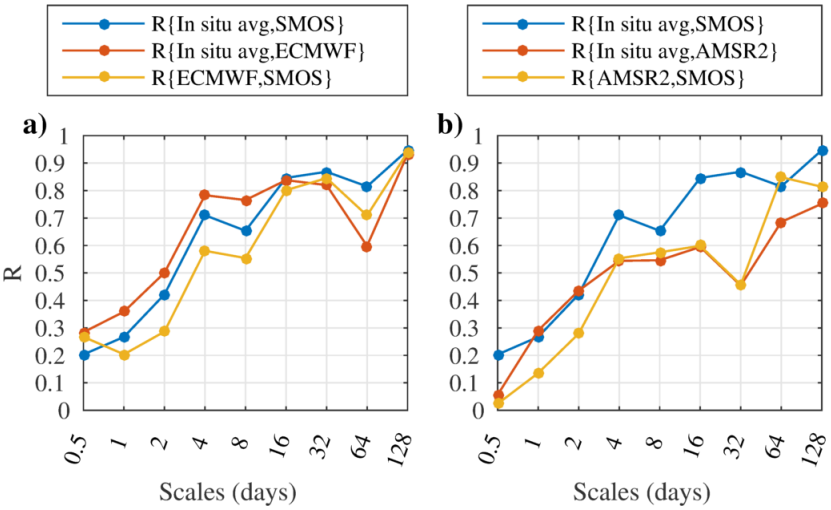 R{In situ avg,SMOS}
R{In situ avg,ECMWF}
R{ECMWF,SMOS}
R{In situ avg,SMOS}
R{In situ avg,AMSR2}
R{AMSR2,SMOS}
a)
1
0.9
0.8
0.7
0.6
0.5
0.4
0.3
0.2
0.1
0
R
0.5 1 2 4 8 16 32 64 128
Scales (days)
b)
1
0.9
0.8
0.7
0.6
0.5
0.4
0.3
0.2
0.1
0
0.5 1 2 4 8 16 32 64 128
Scales (days)